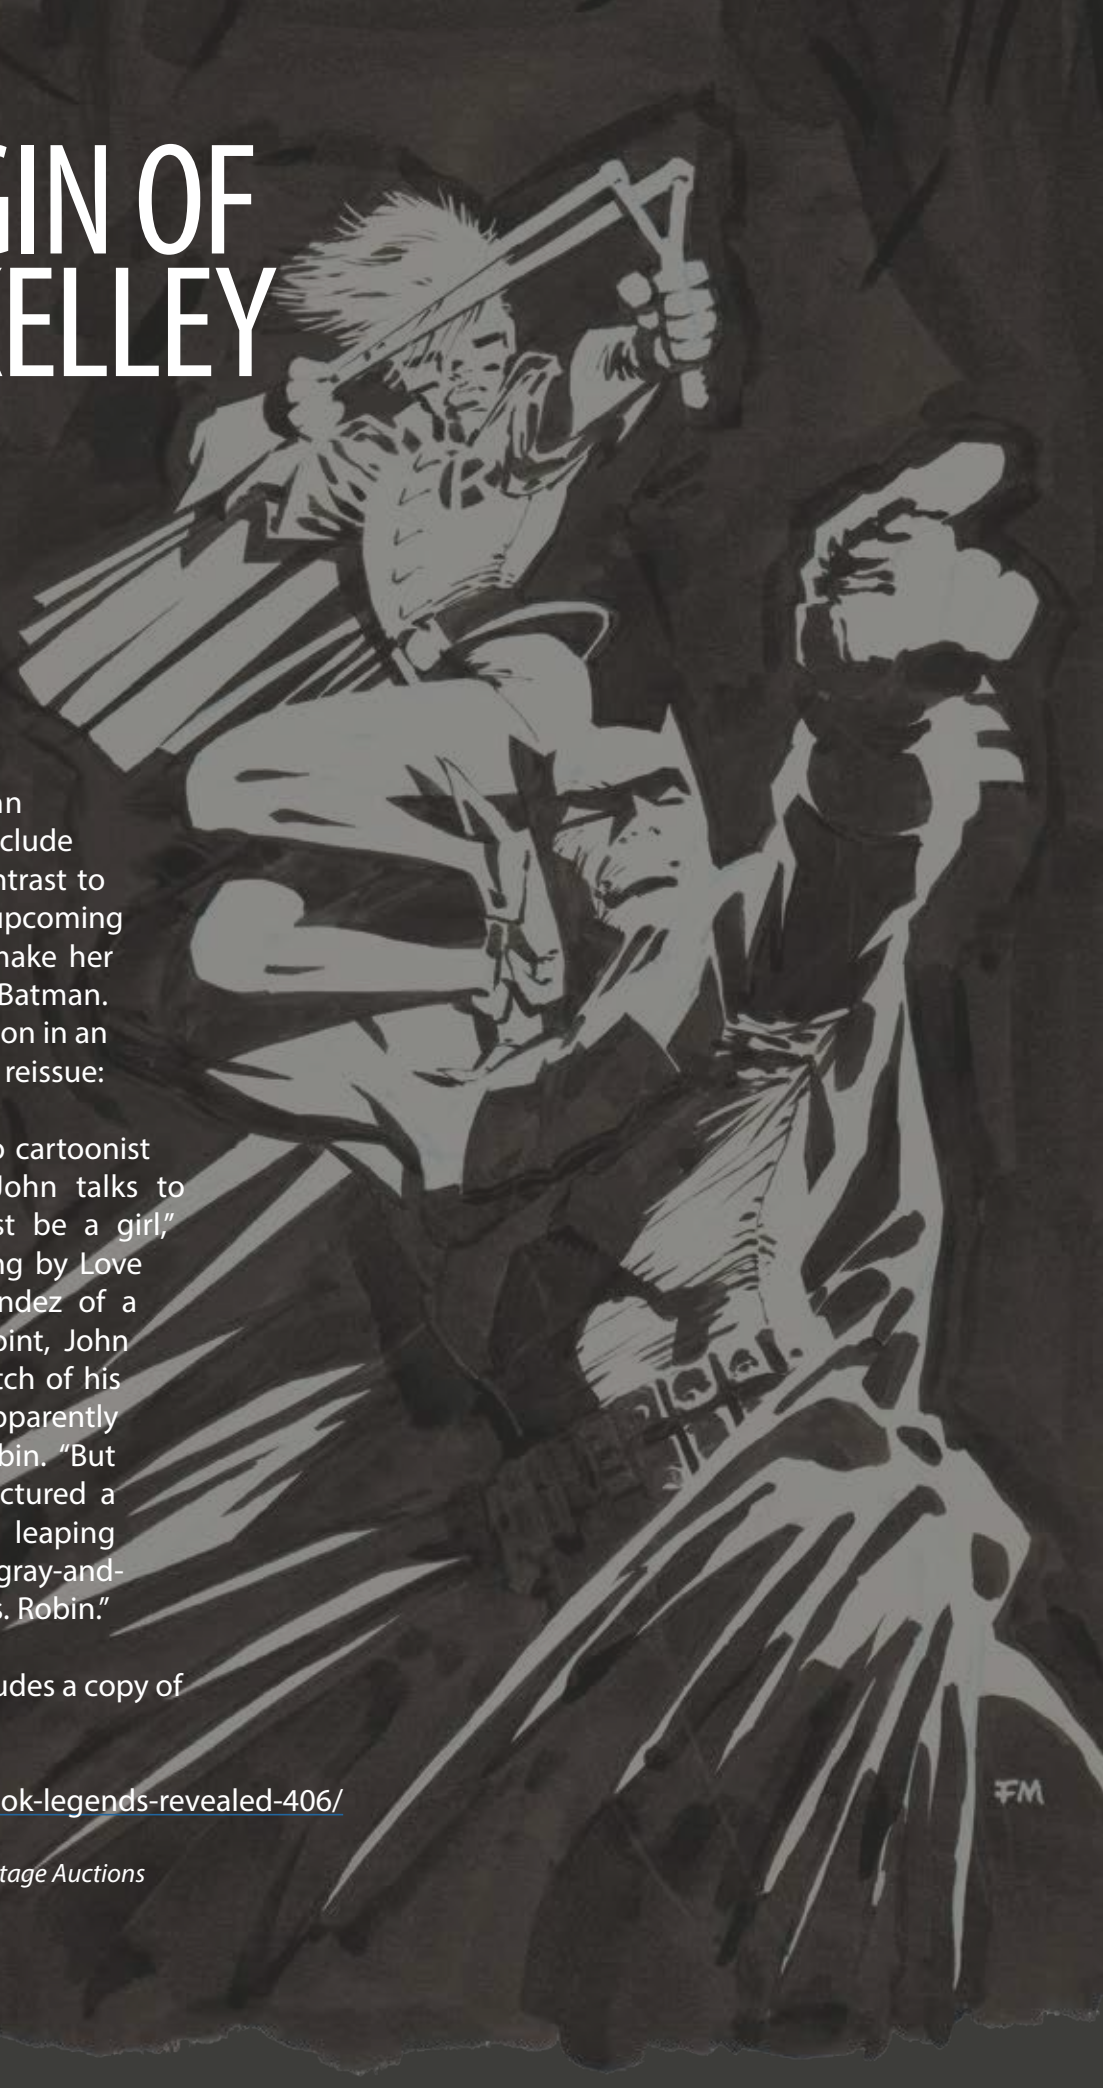 GIN OF
KELLEY
R
an
clude
ntrast to
upcoming
make her
Batman.
on in an
reissue:
o cartoonist
John talks to
st be a girl,”
ng by Love
ndez of a
oint, John
tch of his
pparently
bin. “But
ctured a
leaping
gray-and-
s. Robin.”
udes a copy of
ok-legends-revealed-406/
tage Auctions
FM